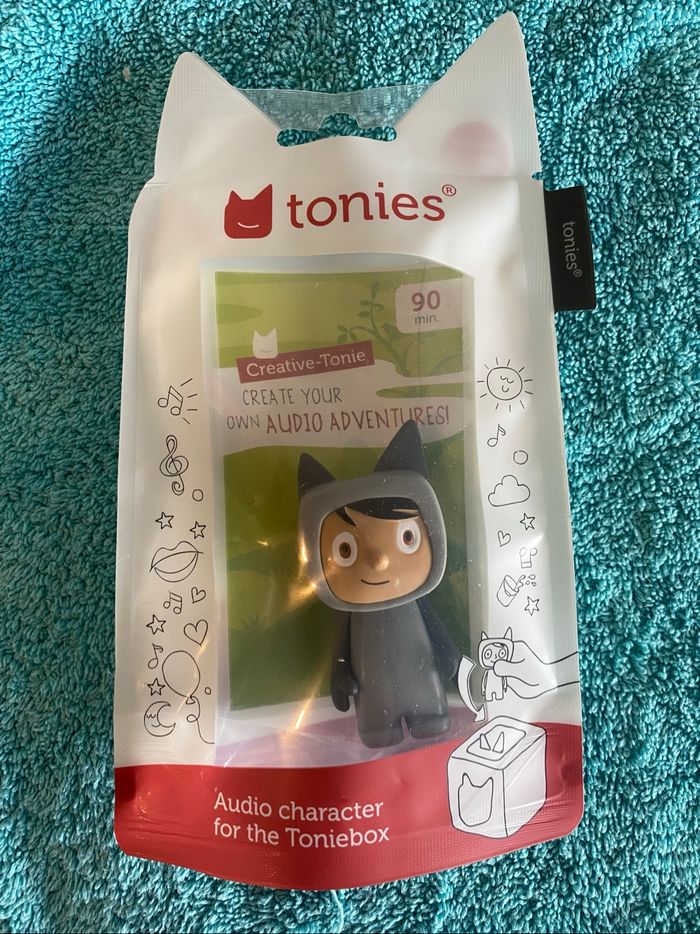 tonies®
tonies®
90
min.
Creative-Tonie
CREATE YOUR
OWN AUDIO ADVENTURES!
Audio character
for the Toniebox